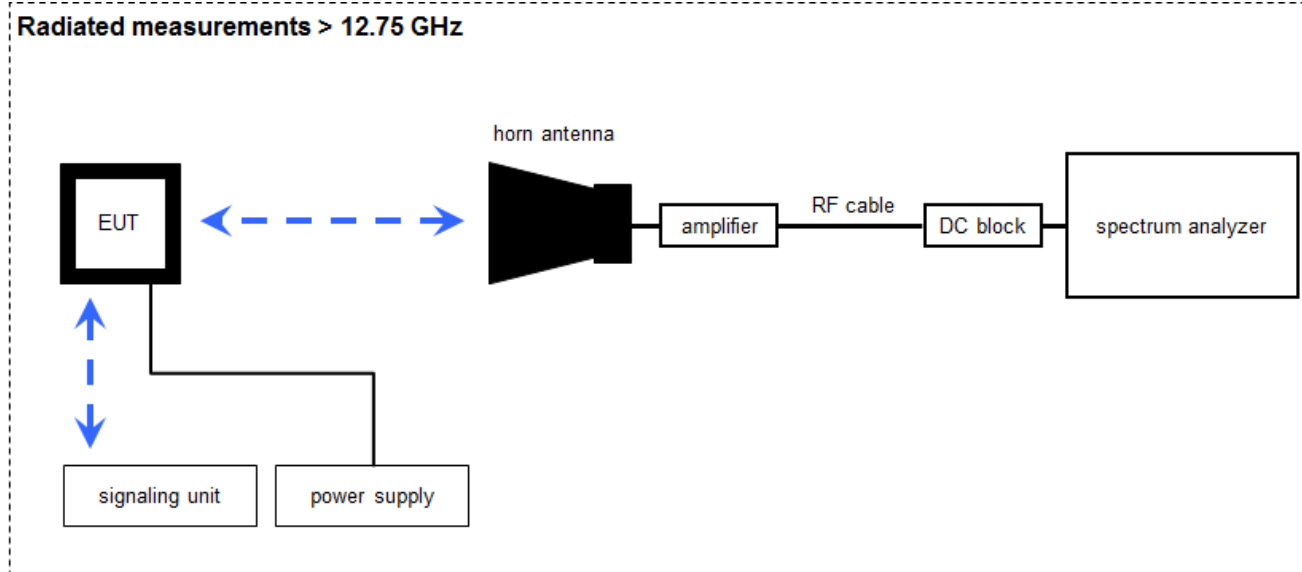 Radiated measurements > 12.75 GHz
horn antenna
EUT
amplifier
RF cable
DC block
spectrum analyzer
signaling unit
power supply